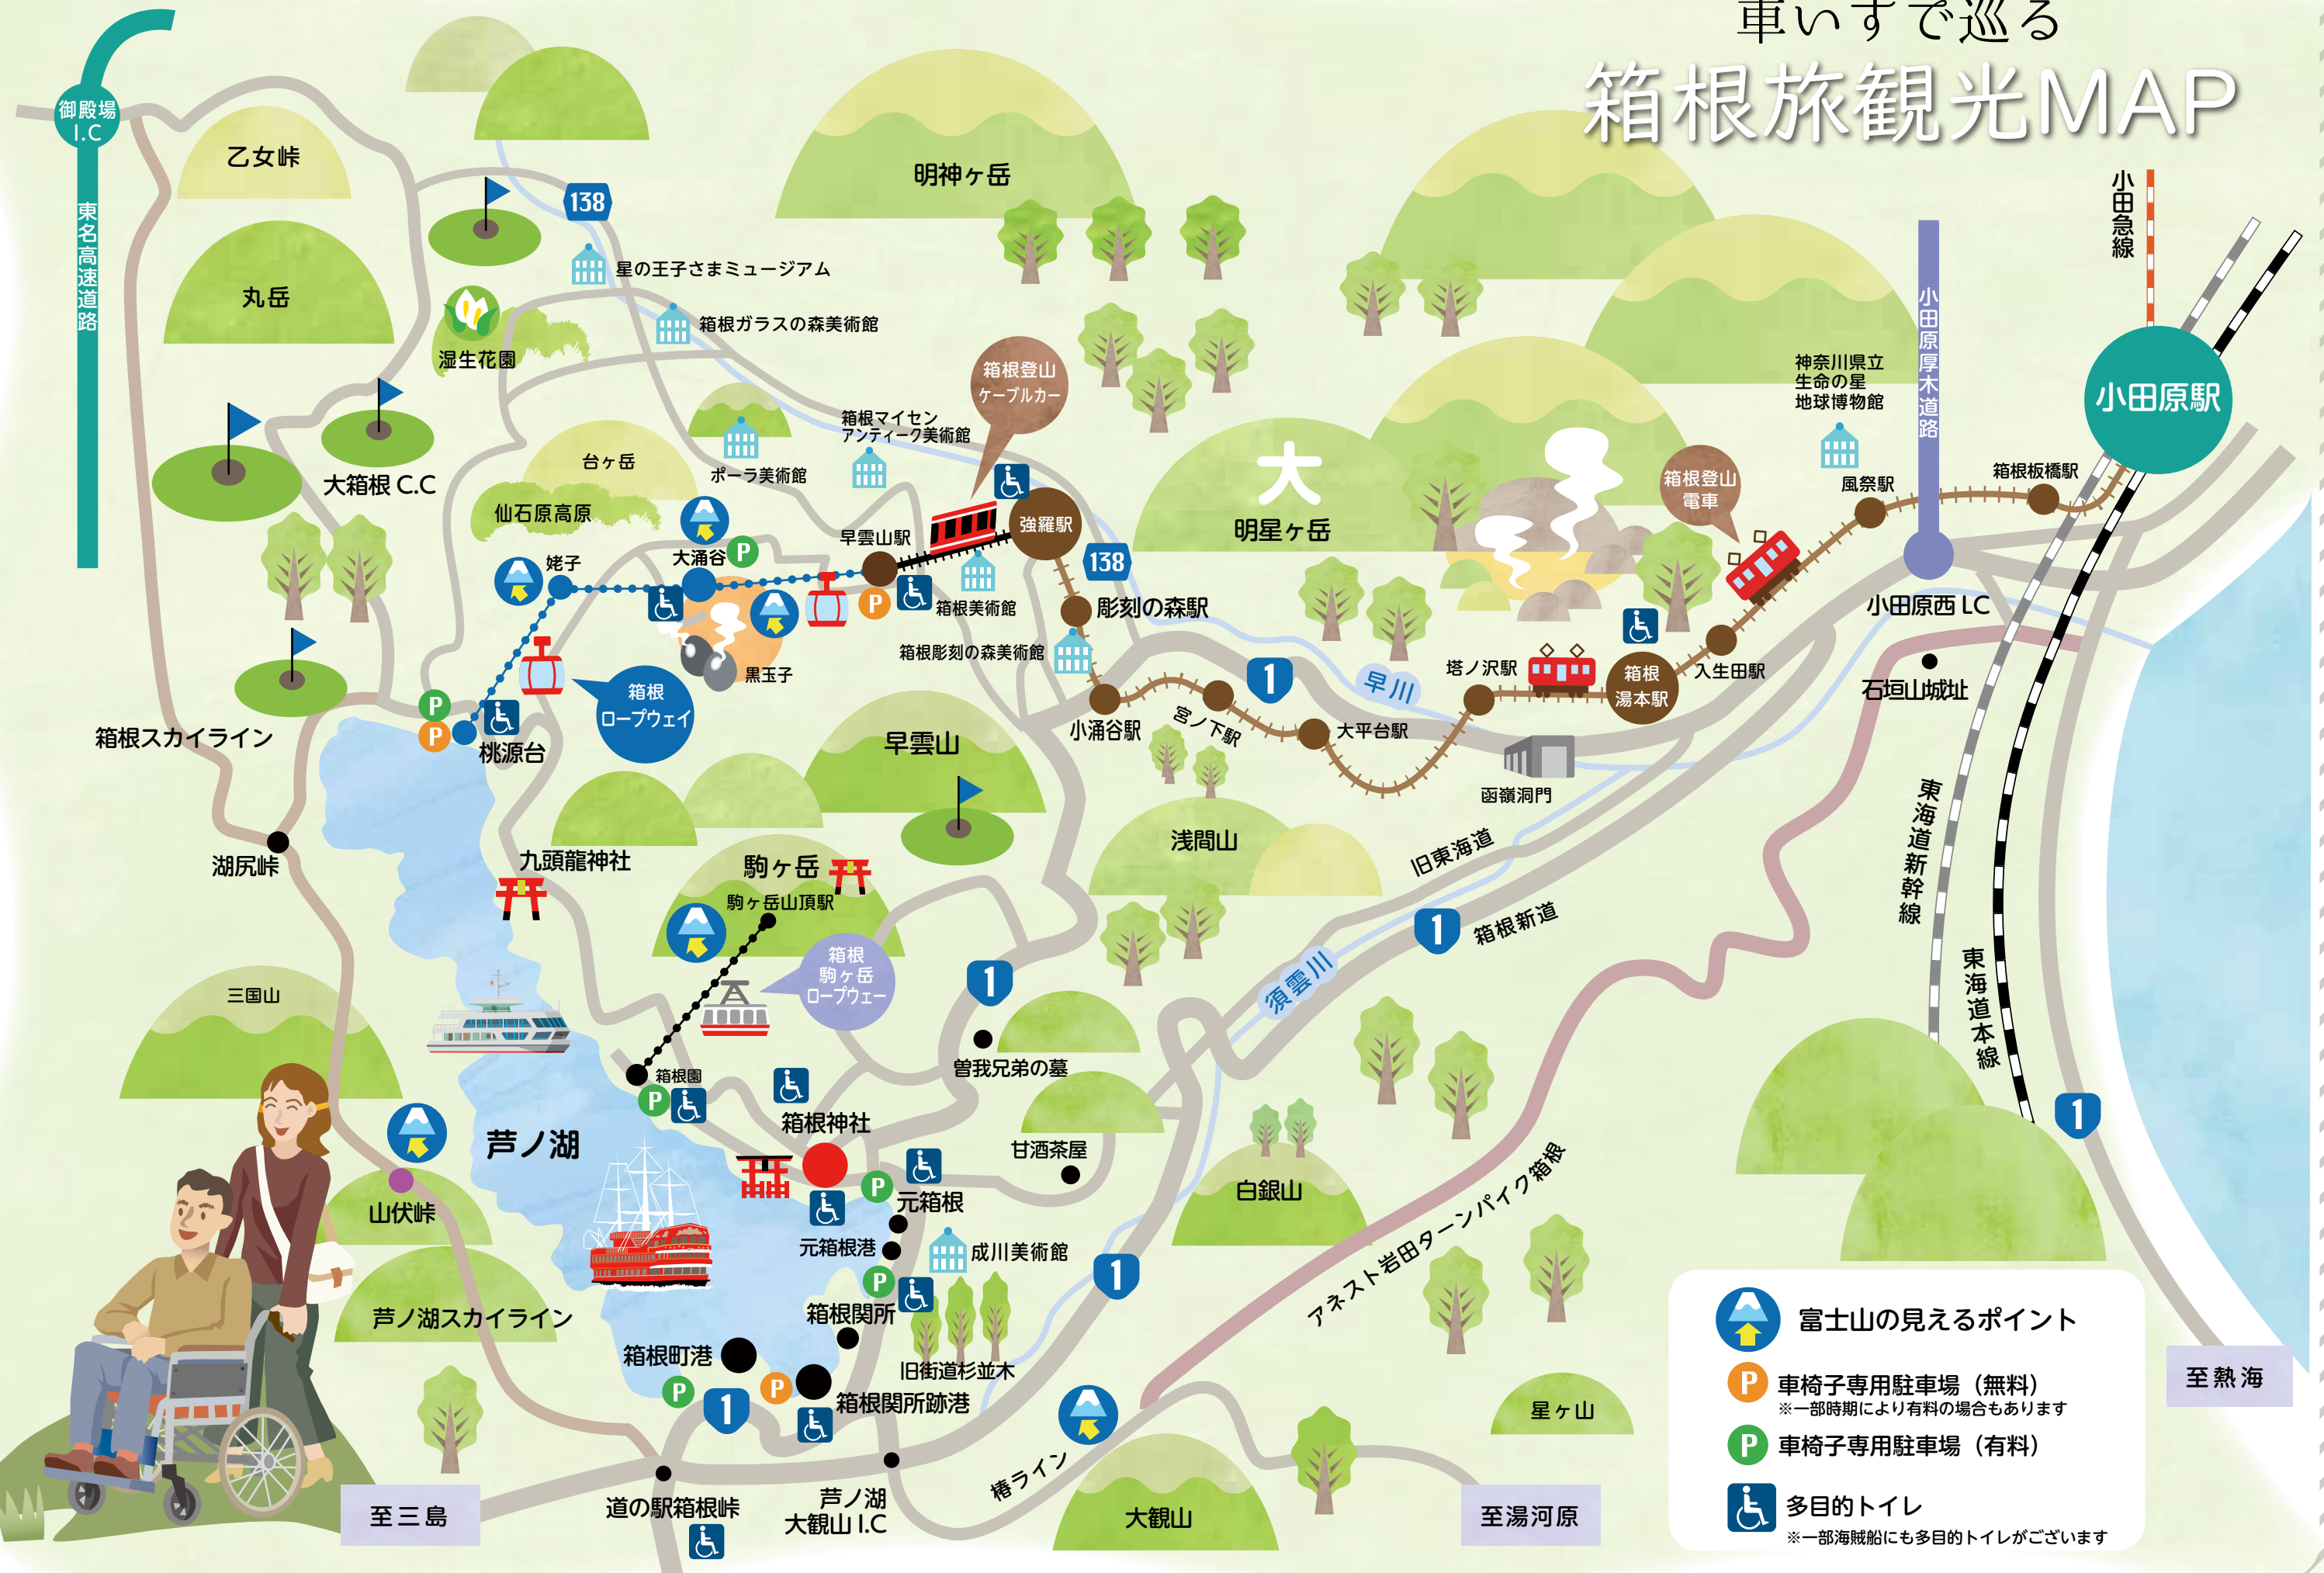 車いすで巡る
箱根旅観光MAP
御殿場
I.C
東名高速道路
乙女峠
丸岳
138
明神ヶ岳
星の王子さまミュージアム
箱根ガラスの森美術館
湿生花園
大箱根 C.C
台ヶ岳
仙石原高原
ポーラ美術館
箱根マイセン
アンティーク美術館
箱根登山
ケーブルカー
大
明星ヶ岳
小田急線
小田原厚木道路
小田原駅
神奈川県立
生命の星
地球博物館
箱根板橋駅
風祭駅
箱根登山
電車
小田原西 I.C
石垣山城址
入生田駅
箱根
湯本駅
塔ノ沢駅
早川
1
大平台駅
宮ノ下駅
小涌谷駅
函嶺洞門
138
彫刻の森駅
箱根彫刻の森美術館
強羅駅
箱根美術館
早雲山駅
P
大涌谷
P
黒玉子
姥子
箱根
ロープウェイ
P
P
桃源台
箱根スカイライン
湖尻峠
早雲山
九頭龍神社
駒ヶ岳
駒ヶ岳山頂駅
箱根
駒ヶ岳
ロープウェー
浅間山
旧東海道
1
箱根新道
須雲川
東海道新幹線
東海道本線
1
三国山
1
曽我兄弟の墓
箱根園
P
箱根神社
甘酒茶屋
芦ノ湖
山伏峠
P
元箱根
元箱根港
成川美術館
P
箱根関所
旧街道杉並木
1
白銀山
アネスト岩田ターンパイク箱根
芦ノ湖スカイライン
箱根町港
P
1
P
箱根関所跡港
道の駅箱根峠
芦ノ湖
大観山 I.C
椿ライン
大観山
星ヶ山
至三島
至湯河原
至熱海
富士山の見えるポイント
P
車椅子専用駐車場（無料）
※一部時期により有料の場合もあります
P
車椅子専用駐車場（有料）
多目的トイレ
※一部海賊船にも多目的トイレがございます